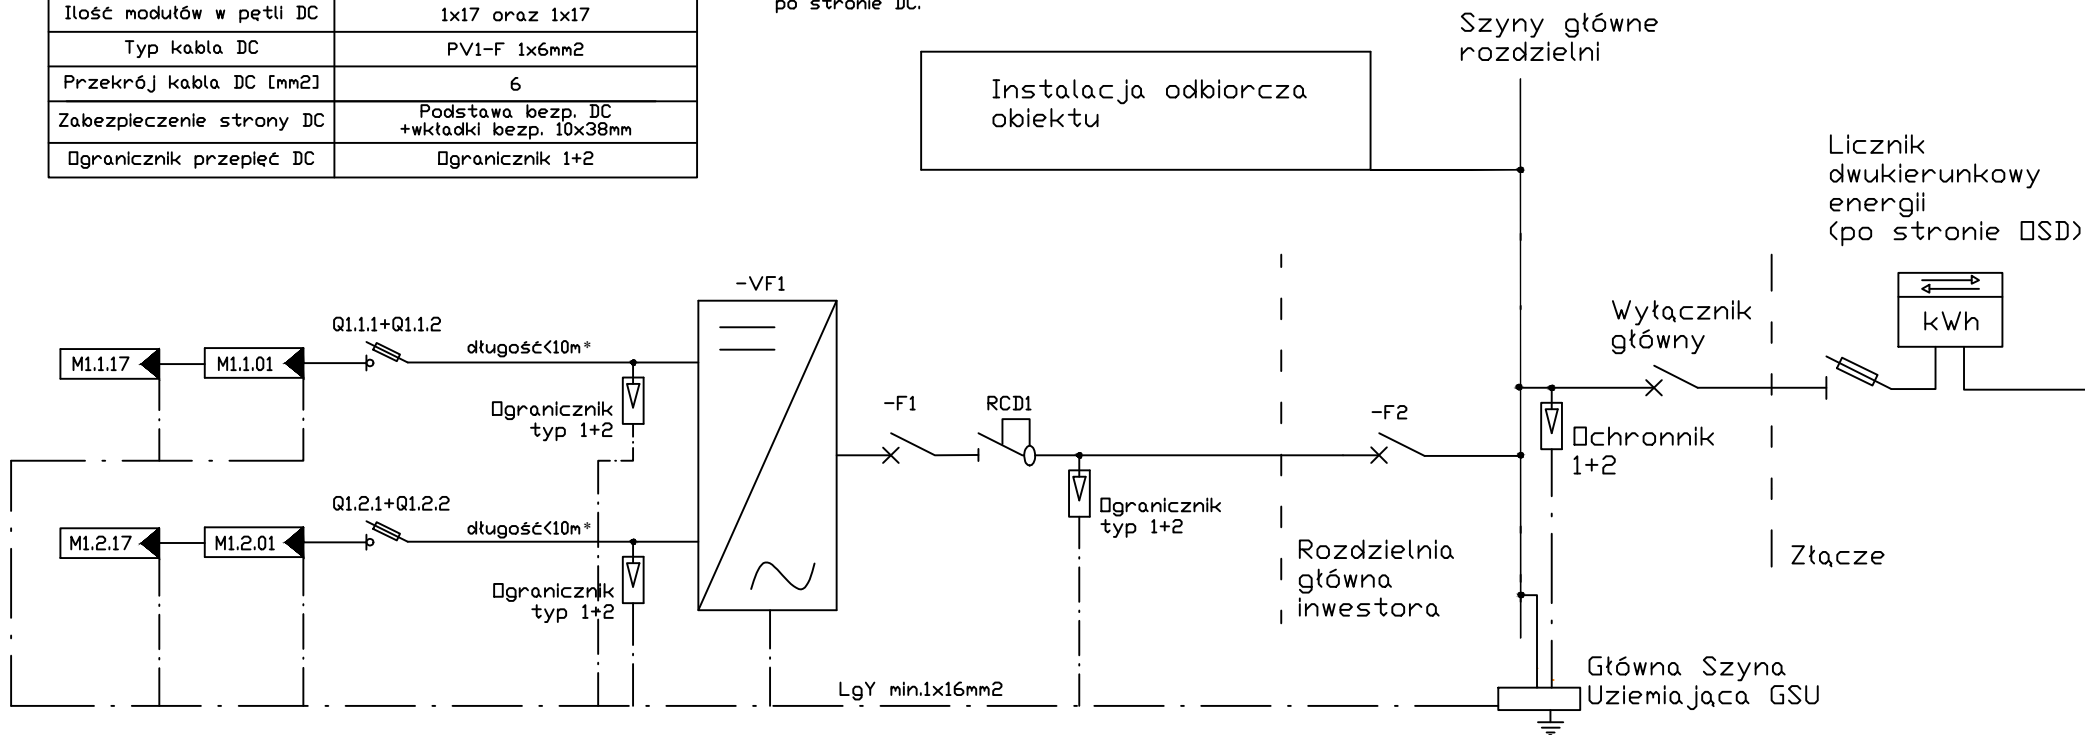 Ilość modułów w pętli DC
1x17 oraz 1x17
Typ kabla DC
PV1-F 1x6mm2
Przekrój kabla DC [mm2]
6
Zabezpieczenie strony DC
Podstawa bezp. DC
+wkładki bezp. 10x38mm
Ogranicznik przepięć DC
Ogranicznik 1+2
po stronie DC.
Instalacja odbiorcza
obiektu
Szyny główne
rozdzielni
Licznik
dwukierunkowy
energii
(po stronie OSD)
kWh
Wyłącznik
główny
-VF1
Q1.1.1+Q1.1.2
długość<10m*
M1.1.17
M1.1.01
Ogranicznik
typ 1+2
-F1
RCD1
-F2
Ochronnik
1+2
Q1.2.1+Q1.2.2
długość<10m*
M1.2.17
M1.2.01
Ogranicznik
typ 1+2
Ogranicznik
typ 1+2
Rozdzielnia
główna
inwestora
Złącze
LgY min.1x16mm2
Główna Szyna
Uziemiająca GSU